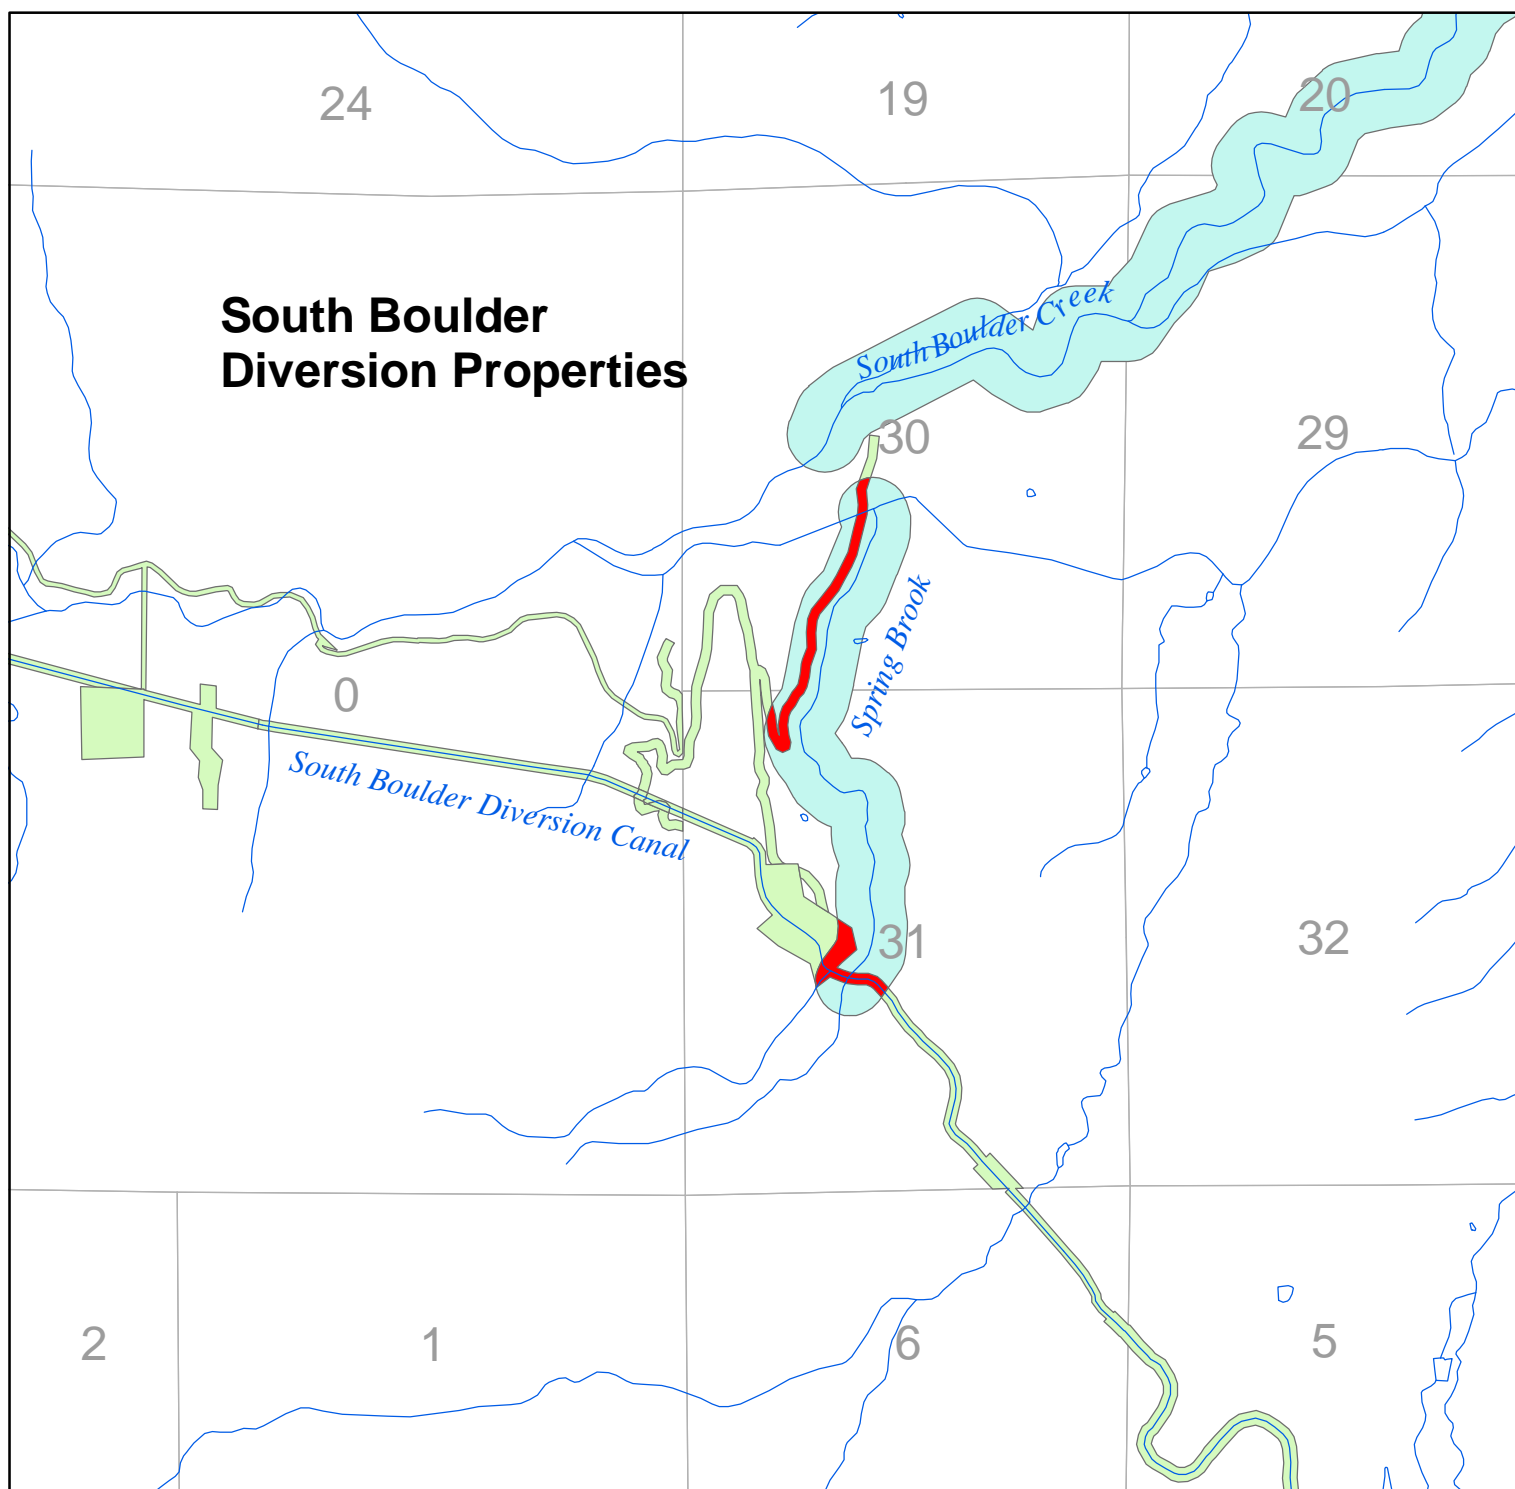 24
19
20
South Boulder
Diversion Properties
South Boulder Creek
30
29
Spring Brook
0
South Boulder Diversion Canal
31
32
2
1
6
5